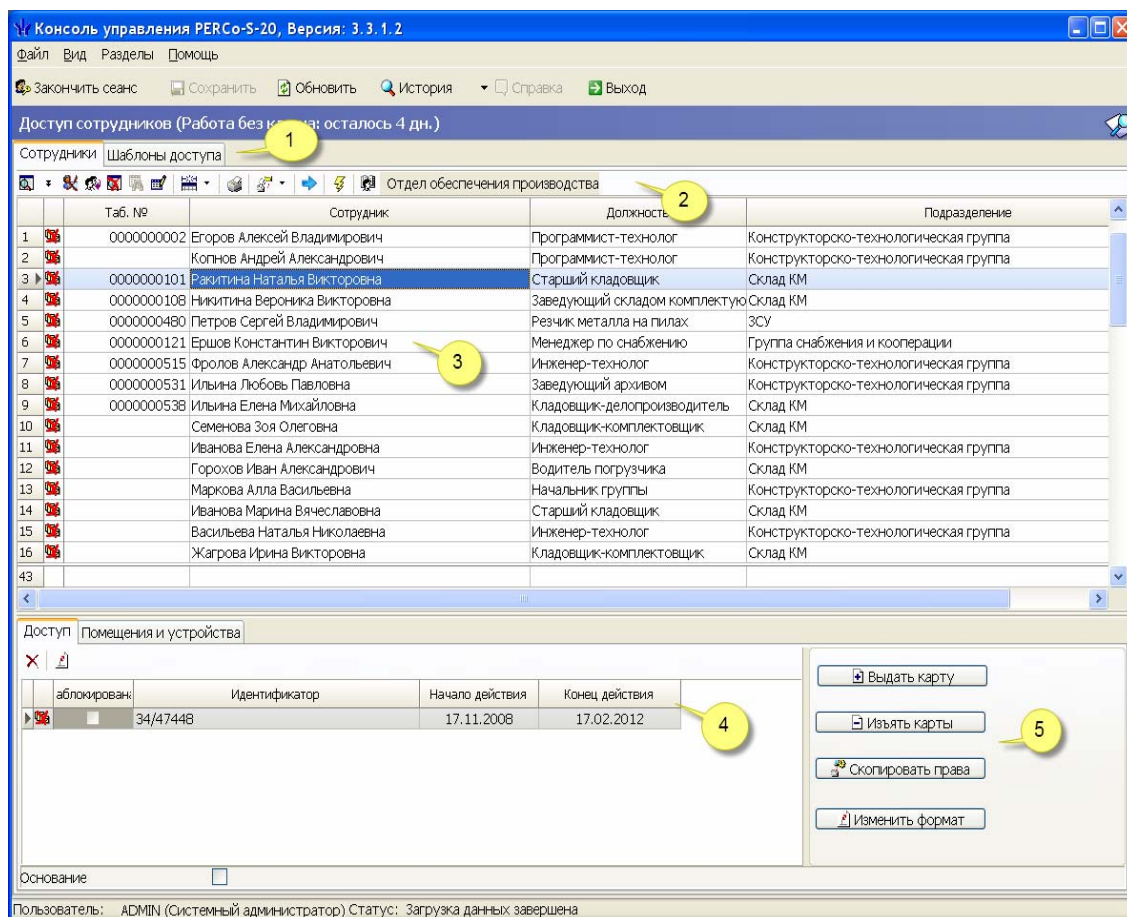 Консоль управления PERCo-S-20, Версия: 3.3.1.2
Файл Вид Разделы Помощь
Закончить сеанс Сохранить Обновить История Справка Выход
Доступ сотрудников (Работа без ключа: осталось 4 дн.)
1
Сотрудники Шаблоны доступа
Отдел обеспечения производства
2
Таб. № Сотрудник Должность Подразделение
1 0000000002 Егоров Алексей Владимирович Программист-технолог Конструкторско-технологическая группа
2 Копнов Андрей Александрович Программист-технолог Конструкторско-технологическая группа
3 0000000101 Ракитина Наталья Викторовна Старший кладовщик Склад КМ
4 0000000108 Никитина Вероника Викторовна Заведующий складом комплектую Склад КМ
5 0000000480 Петров Сергей Владимирович Резчик металла на пилах ЗСУ
6 0000000121 Ершов Константин Викторович Менеджер по снабжению Группа снабжения и кооперации
3
7 0000000515 Фролов Александр Анатольевич Инженер-технолог Конструкторско-технологическая группа
8 0000000531 Ильина Любовь Павловна Заведующий архивом Конструкторско-технологическая группа
9 0000000538 Ильина Елена Михайловна Кладовщик-делопроизводитель Склад КМ
10 Семенова Зоя Олеговна Кладовщик-комплектовщик Склад КМ
11 Иванова Елена Александровна Инженер-технолог Конструкторско-технологическая группа
12 Горохов Иван Александрович Водитель погрузчика Склад КМ
13 Маркова Алла Васильевна Начальник группы Конструкторско-технологическая группа
14 Иванова Марина Вячеславовна Старший кладовщик Склад КМ
15 Васильева Наталья Николаевна Инженер-технолог Конструкторско-технологическая группа
16 Жагрова Ирина Викторовна Кладовщик-комплектовщик Склад КМ
43
Доступ Помещения и устройства
аблокирован Идентификатор Начало действия Конец действия
34/47448 17.11.2008 17.02.2012
4
Выдать карту
Изъять карты
5
Скопировать права
Изменить формат
Основание
Пользователь: ADMIN (Системный администратор) Статус: Загрузка данных завершена